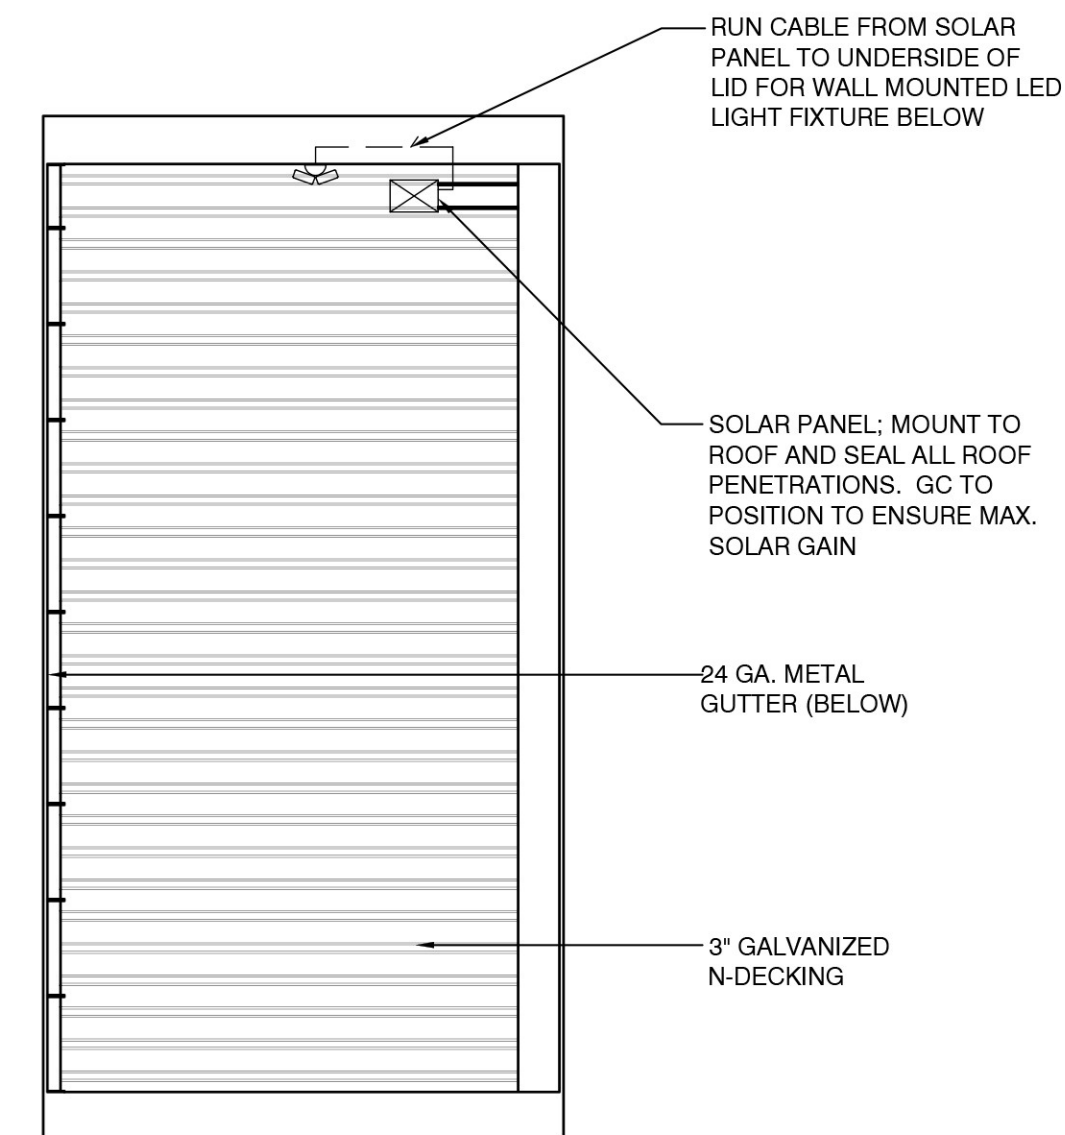 RUN CABLE FROM SOLAR
PANEL TO UNDERSIDE OF
LID FOR WALL MOUNTED LED
LIGHT FIXTURE BELOW
SOLAR PANEL; MOUNT TO
ROOF AND SEAL ALL ROOF
PENETRATIONS.  GC TO
POSITION TO ENSURE MAX.
SOLAR GAIN
24 GA. METAL
GUTTER (BELOW)
3" GALVANIZED
N-DECKING